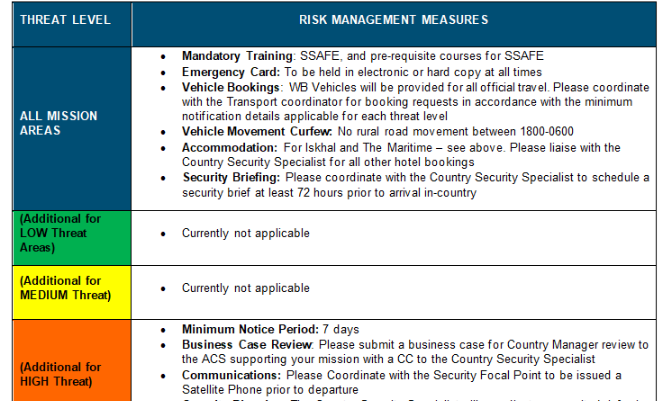 THREAT LEVEL
RISK MANAGEMENT MEASURES
ALL MISSION
AREAS
• Mandatory Training: SSAFE, and pre-requisite courses for SSAFE
• Emergency Card: To be held in electronic or hard copy at all times
• Vehicle Bookings: WB Vehicles will be provided for all official travel. Please coordinate
with the Transport coordinator for booking requests in accordance with the minimum
notification details applicable for each threat level
• Vehicle Movement Curfew: No rural road movement between 1800-0600
• Accommodation: For Iskhal and The Maritime – see above. Please liaise with the
Country Security Specialist for all other hotel bookings
• Security Briefing: Please coordinate with the Country Security Specialist to schedule a
security brief at least 72 hours prior to arrival in-country
(Additional for
LOW Threat
Areas)
• Currently not applicable
(Additional for
MEDIUM Threat)
• Currently not applicable
(Additional for
HIGH Threat)
• Minimum Notice Period: 7 days
• Business Case Review: Please submit a business case for Country Manager review to
the ACS supporting your mission with a CC to the Country Security Specialist
• Communications: Please Coordinate with the Security Focal Point to be issued a
Satellite Phone prior to departure